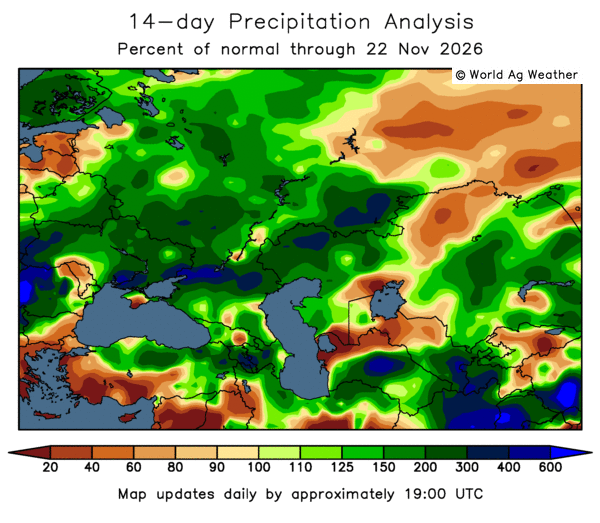 14-day Precipitation Analysis
Percent of normal through 22 Nov 2026
© World Ag Weather
20 40 60 80 90 100 110 125 150 200 300 400 600
Map updates daily by approximately 19:00 UTC